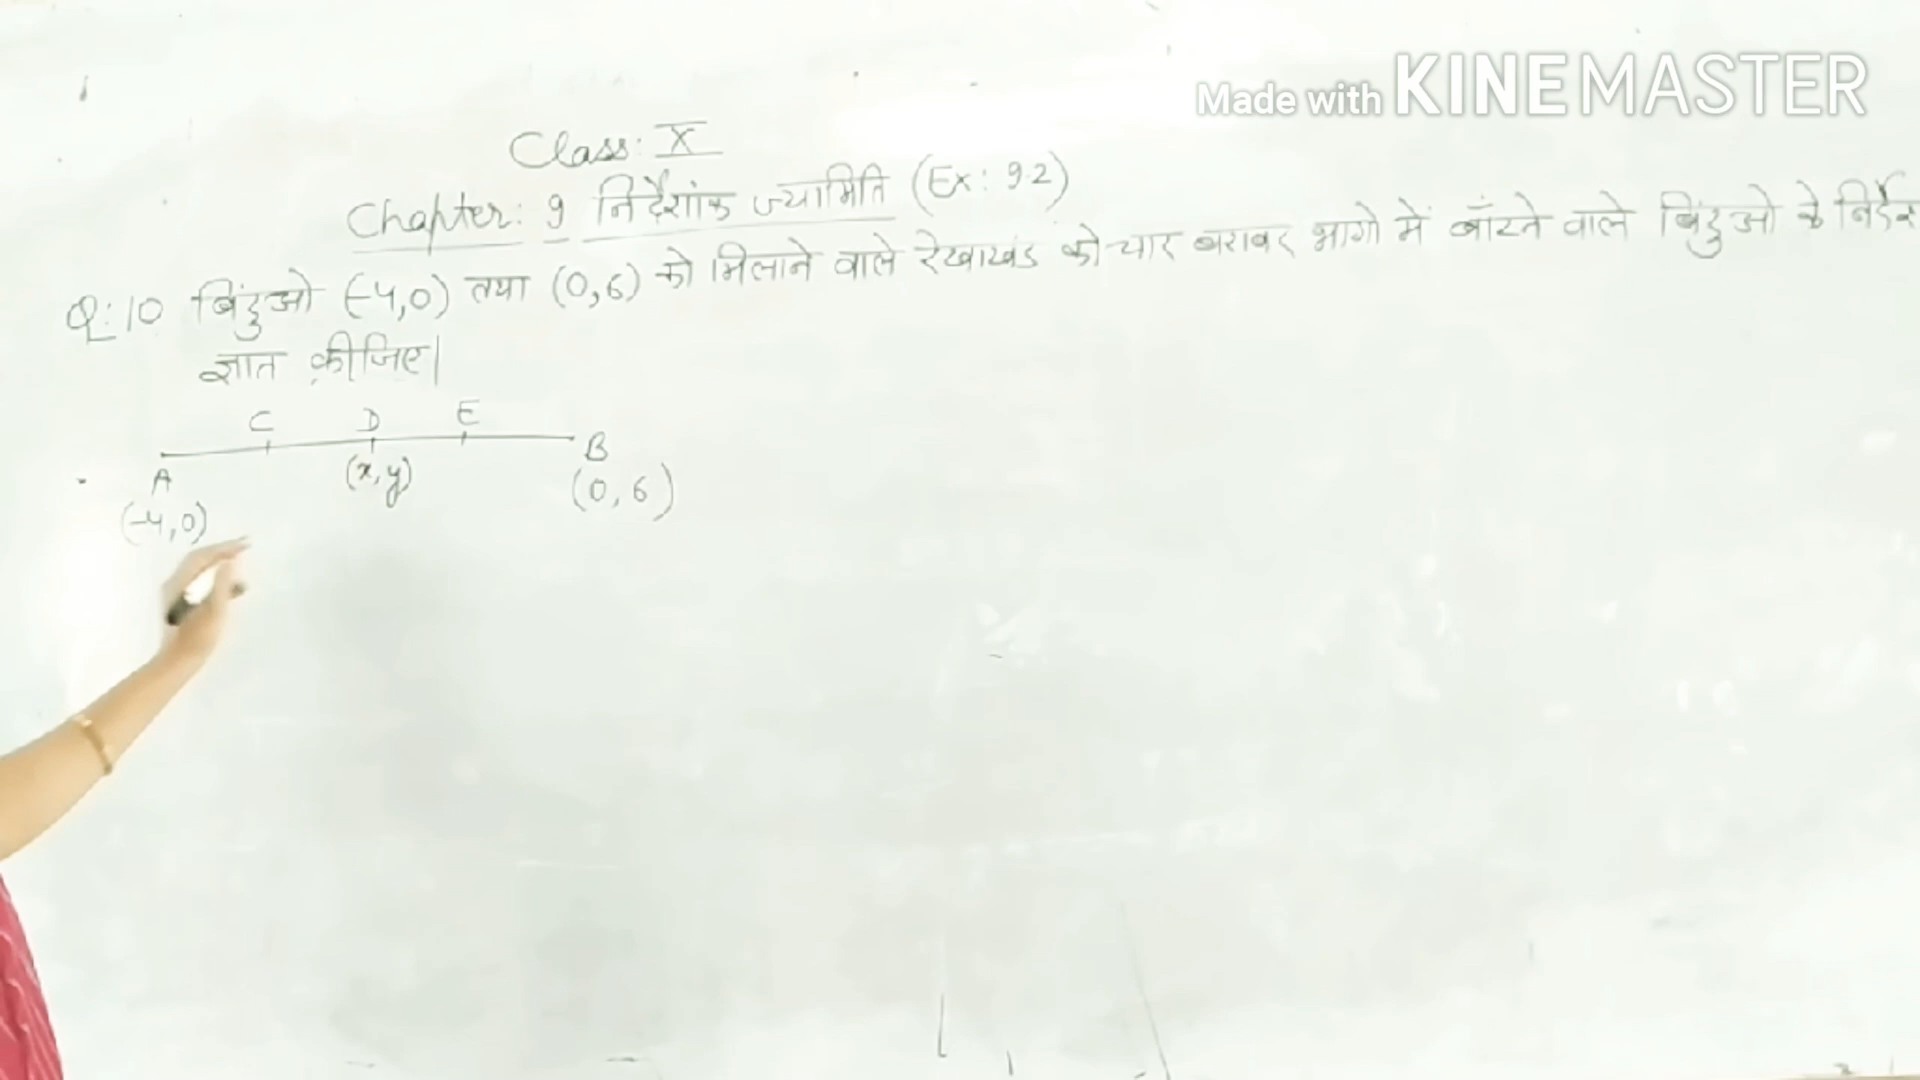 Made with KINEMASTER
Class: X
Chapter: 9 निर्देशांक ज्यामिति (Ex: 9.2)
Q:10 बिंदुओ (-4,0) तथा (0,6) को मिलाने वाले रेखाखंड को चार बराबर भागो में बाँटने वाले बिंदुओ के
ज्ञात कीजिए।
C D E
A (x,y) B
(-4,0) (0,6)